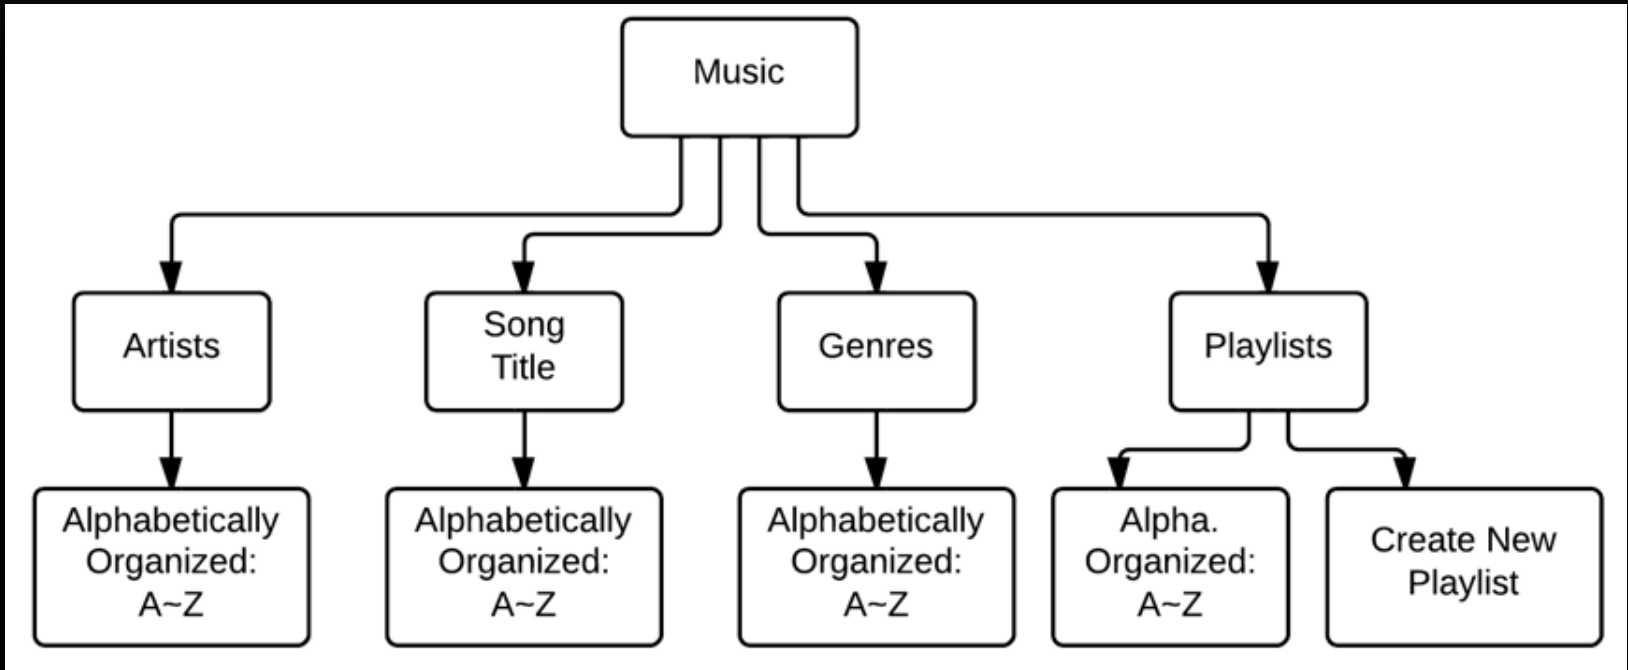 Music
Artists
Song
Title
Genres
Playlists
Alphabetically
Organized:
A~Z
Alphabetically
Organized:
A~Z
Alphabetically
Organized:
A~Z
Alpha.
Organized:
A~Z
Create New
Playlist